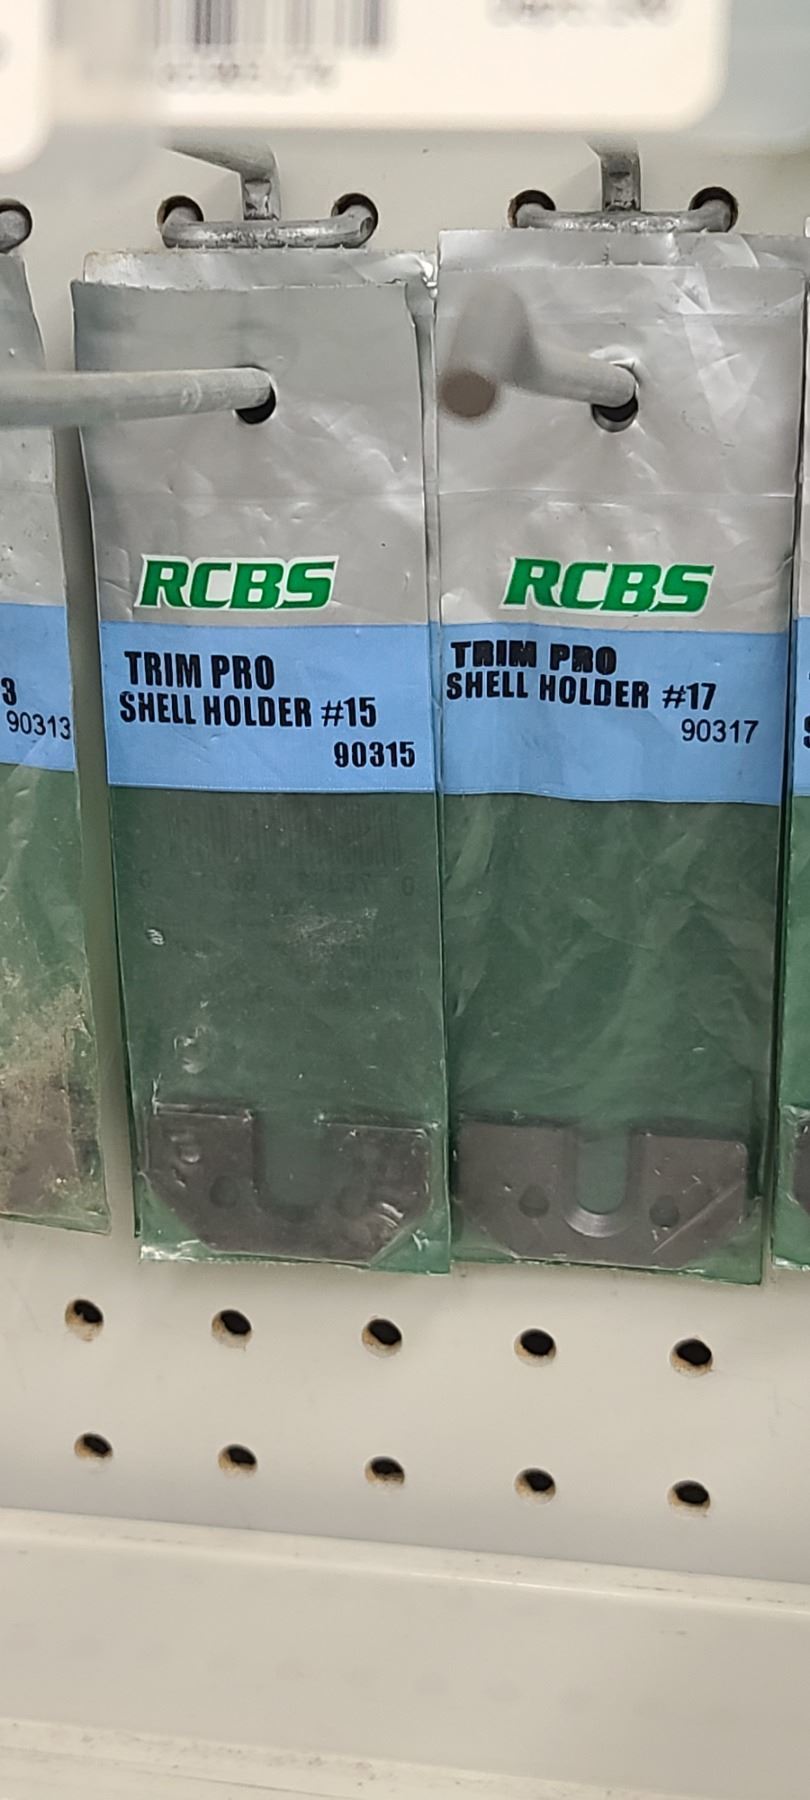 3
90313
RCBS
TRIM PRO
SHELL HOLDER #15
90315
RCBS
TRIM PRO
SHELL HOLDER #17
90317